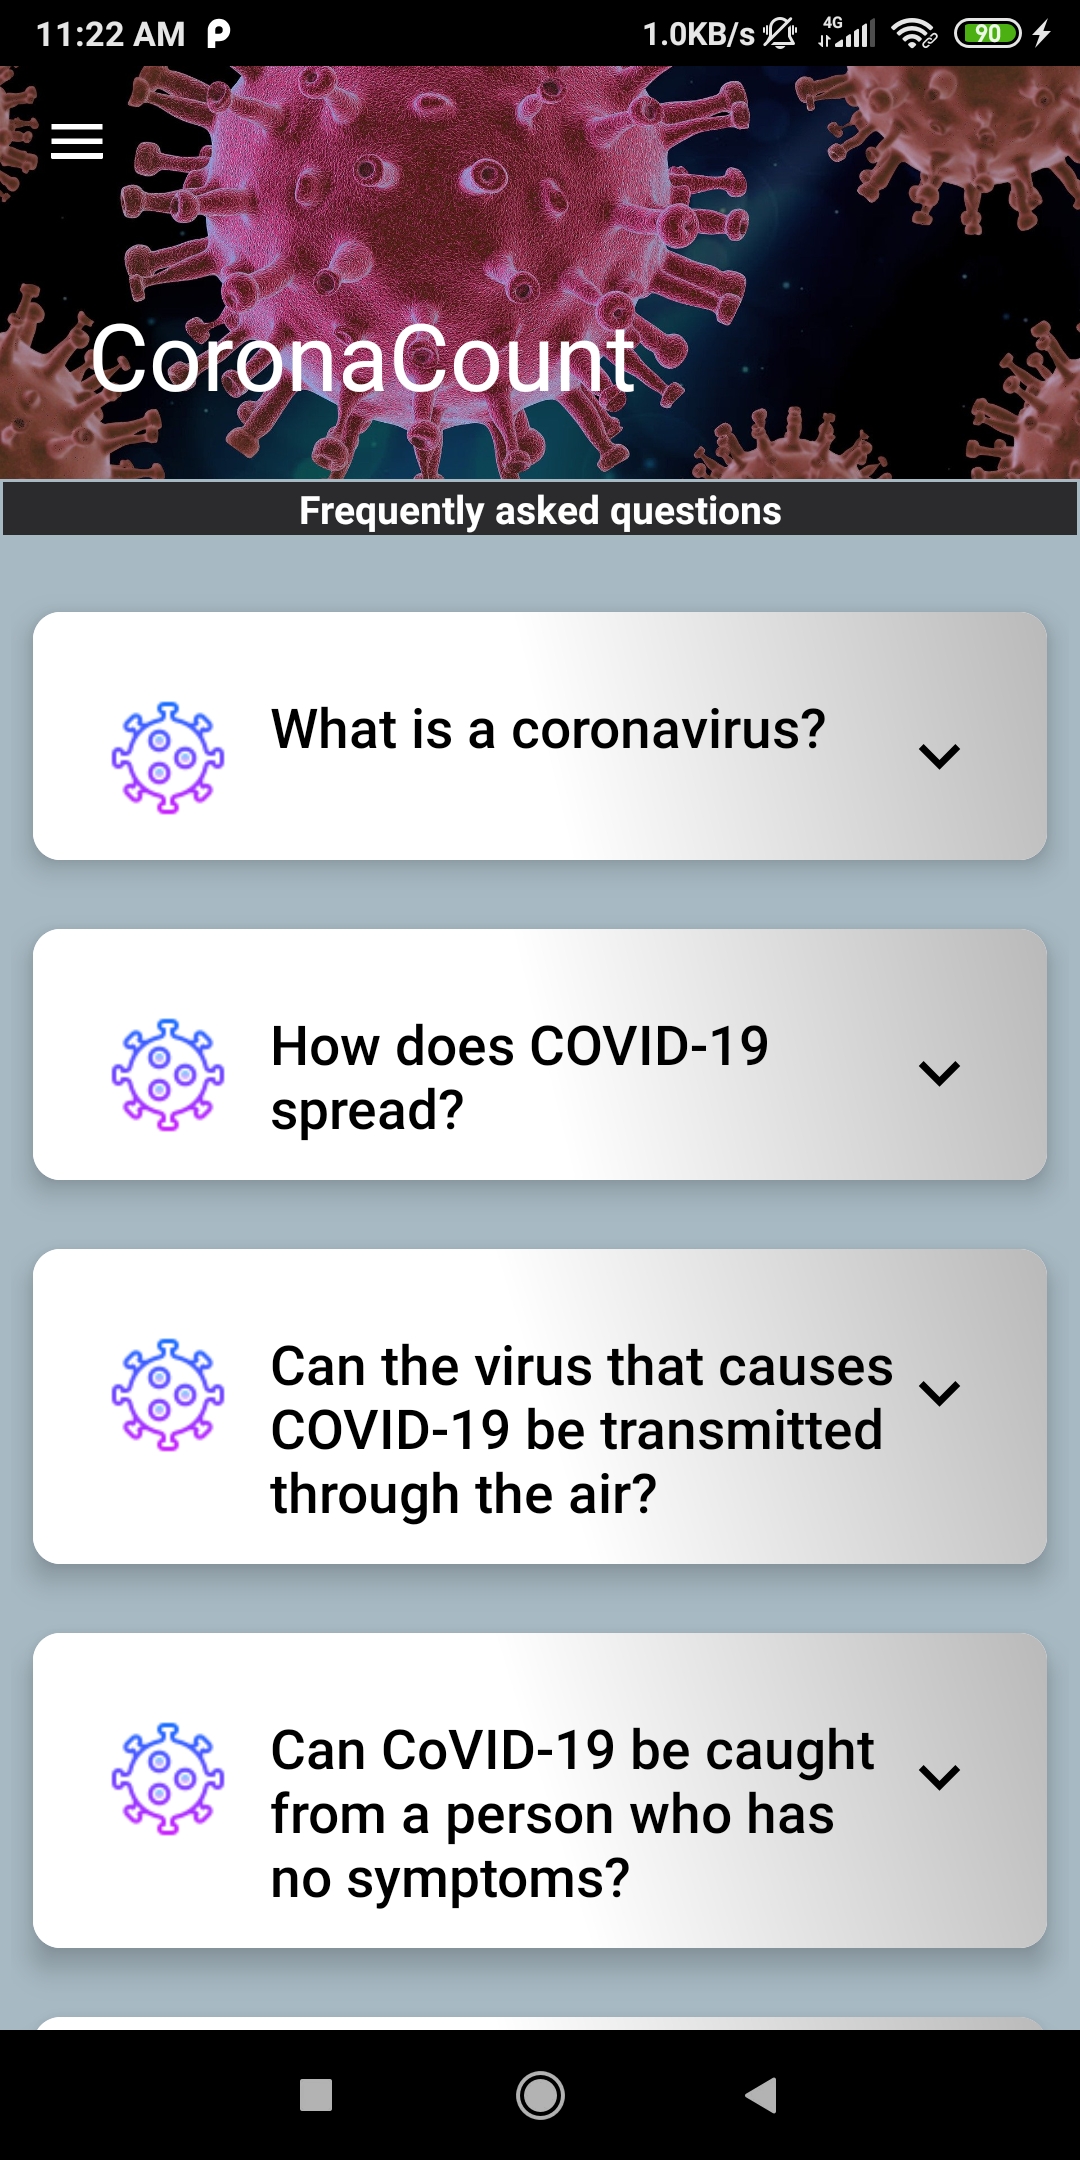 11:22 AM
1.0KB/s 4G 90
CoronaCount
Frequently asked questions
What is a coronavirus?
How does COVID-19
spread?
Can the virus that causes
COVID-19 be transmitted
through the air?
Can CoVID-19 be caught
from a person who has
no symptoms?